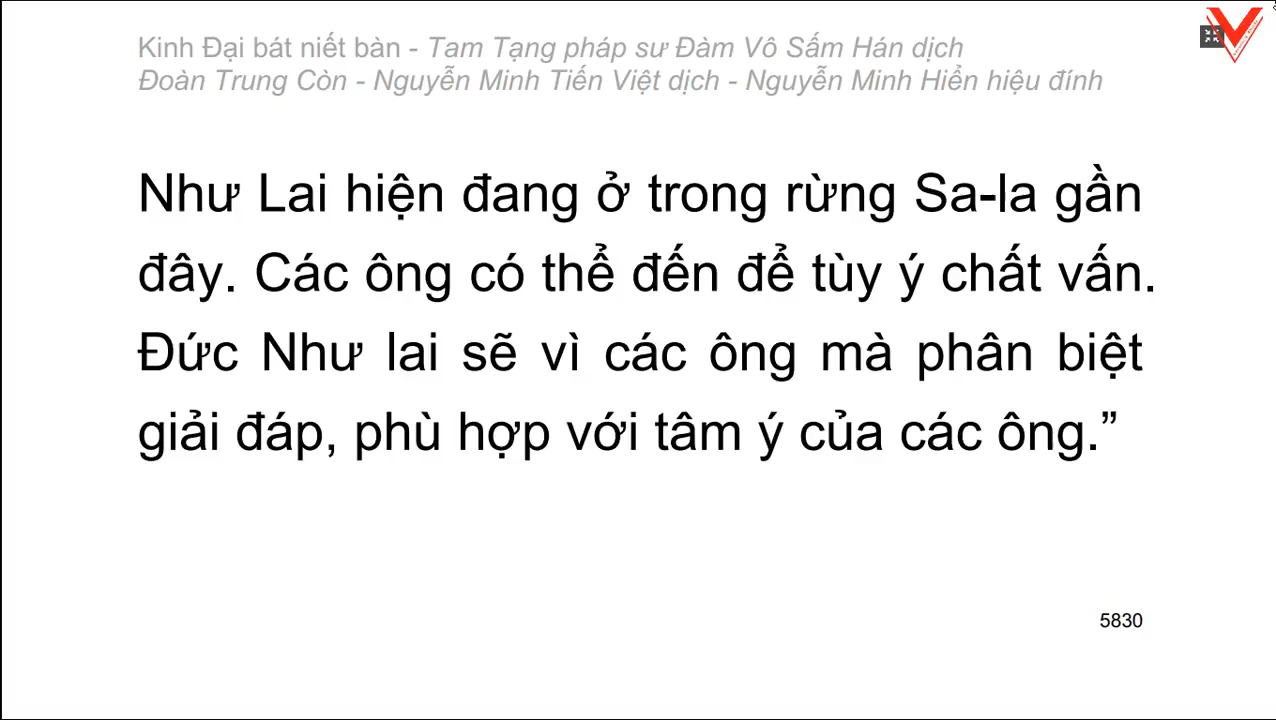 Kinh Đại bát niết bàn - Tam Tạng pháp sư Đàm Vô Sấm Hán dịch
Đoàn Trung Còn - Nguyễn Minh Tiến Việt dịch - Nguyễn Minh Hiển hiệu đính
Như Lai hiện đang ở trong rừng Sa-la gần
đây. Các ông có thể đến để tùy ý chất vấn.
Đức Như lai sẽ vì các ông mà phân biệt
giải đáp, phù hợp với tâm ý của các ông.”
5830